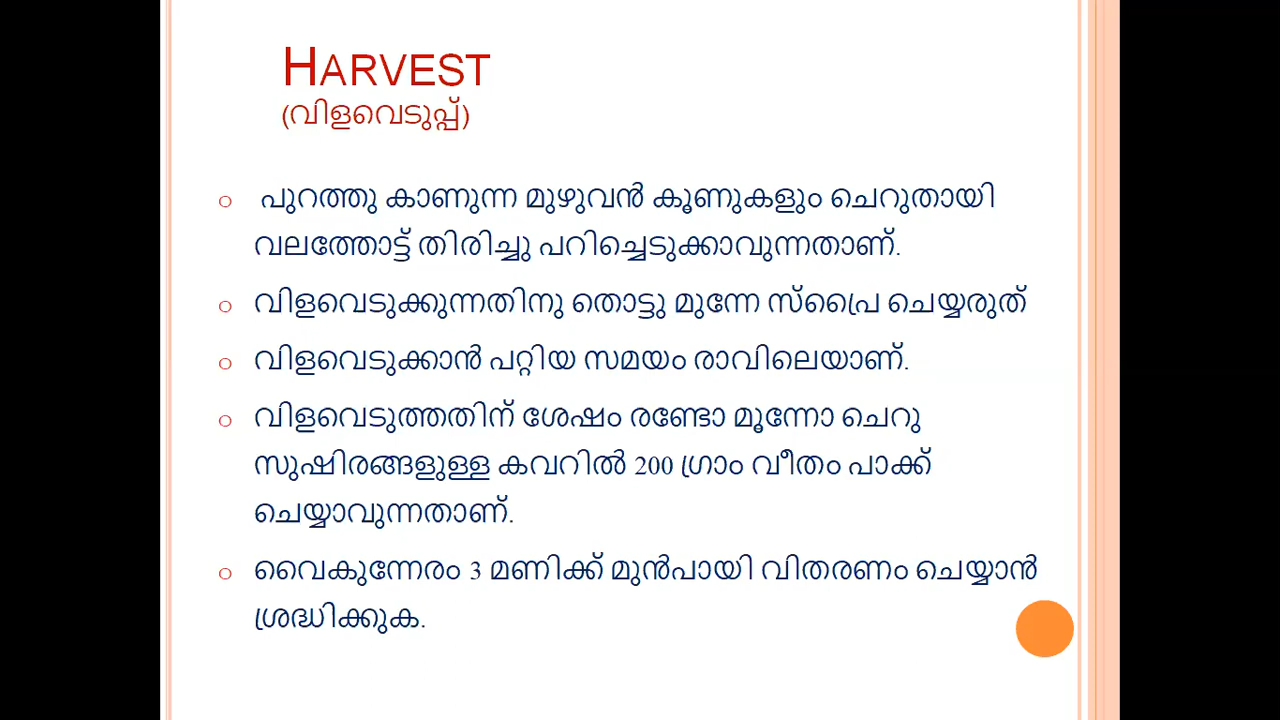 HARVEST
(വിളവെടുപ്പ്)
പുറത്തു കാണുന്ന മുഴുവൻ കൂണുകളും ചെറുതായി
വലത്തോട്ട് തിരിച്ചു പറിച്ചെടുക്കാവുന്നതാണ്.
വിളവെടുക്കുന്നതിനു തൊട്ടു മുന്നേ സ്പ്രൈ ചെയ്യരുത്
വിളവെടുക്കാൻ പറ്റിയ സമയം രാവിലെയാണ്.
വിളവെടുത്തതിന് ശേഷം രണ്ടോ മൂന്നോ ചെറു
സുഷിരങ്ങളുള്ള കവറിൽ 200 ഗ്രാം വീതം പാക്ക്
ചെയ്യാവുന്നതാണ്.
വൈകുന്നേരം 3 മണിക്ക് മുൻപായി വിതരണം ചെയ്യാൻ
ശ്രദ്ധിക്കുക.